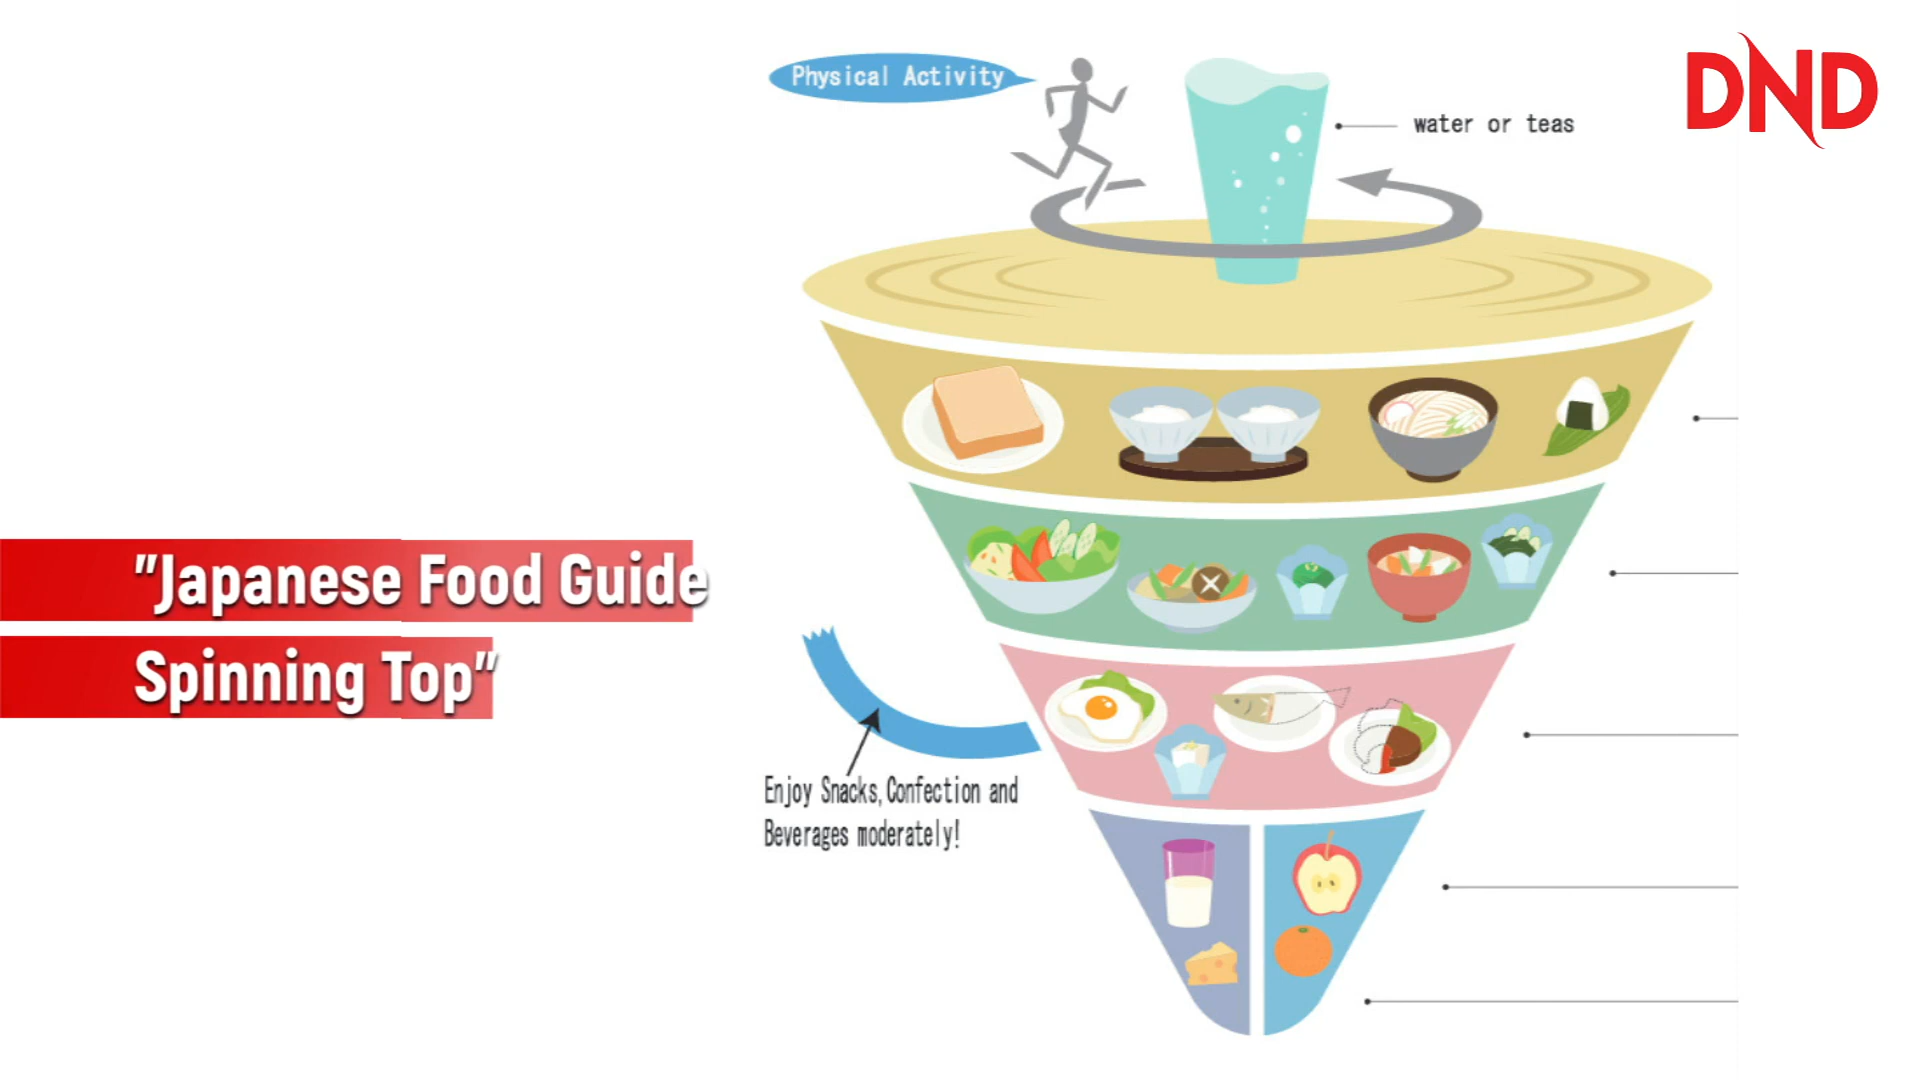 Physical Activity
water or teas
DND
"Japanese Food Guide
Spinning Top"
Enjoy Snacks,Confection and
Beverages moderately!